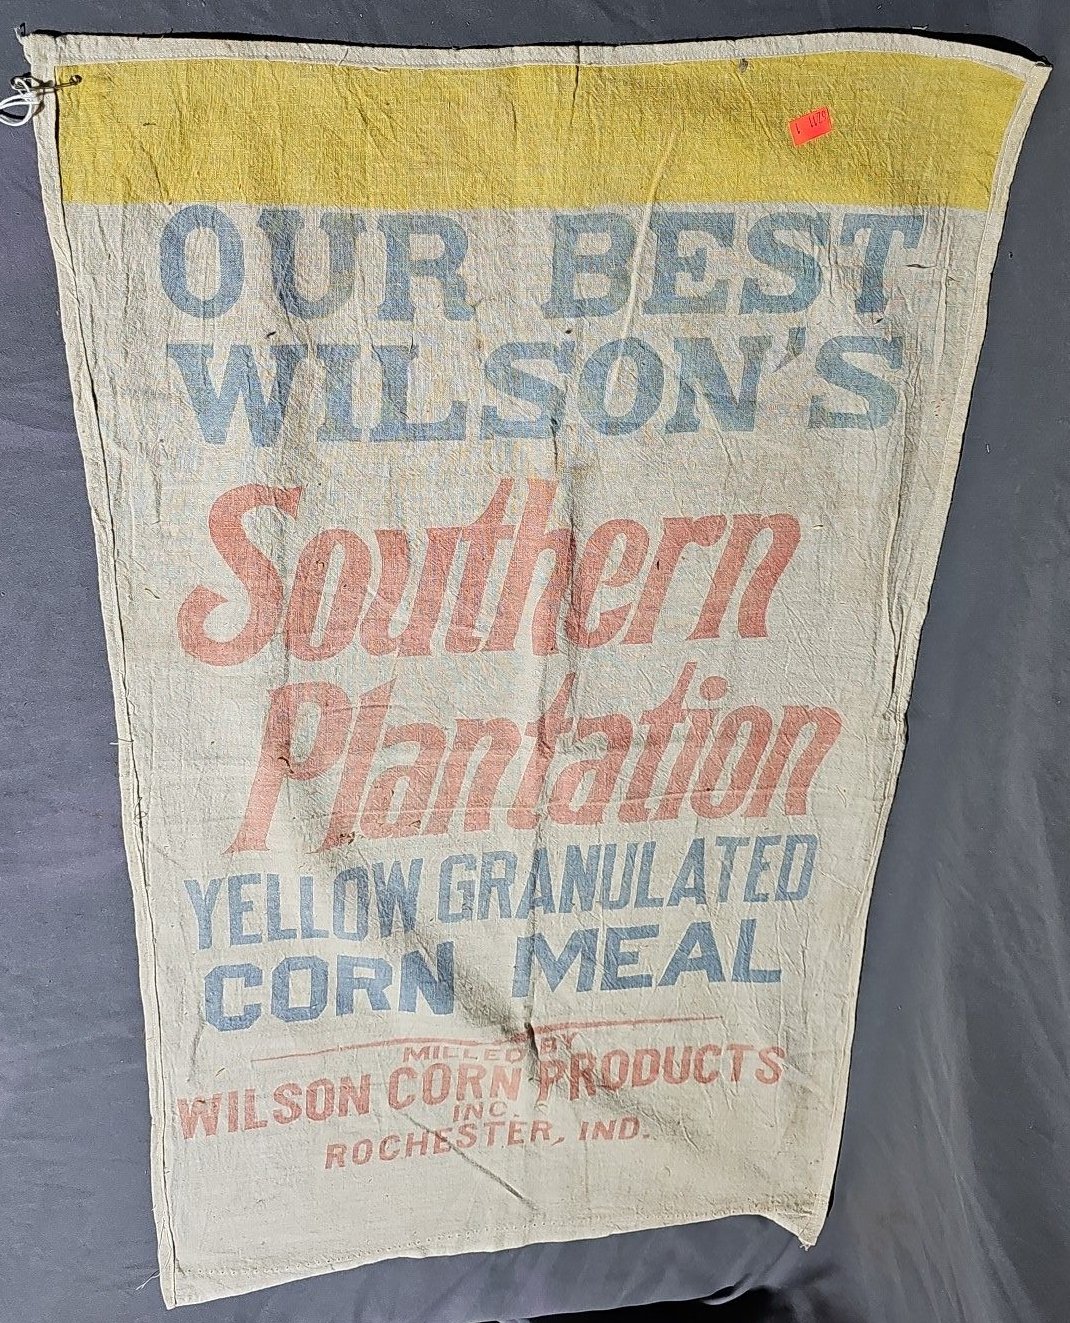 OUR BEST
WILSON'S
Southern
Plantation
YELLOW GRANULATED
CORN MEAL
MILLED BY
WILSON CORN PRODUCTS
INC.
ROCHESTER, IND.